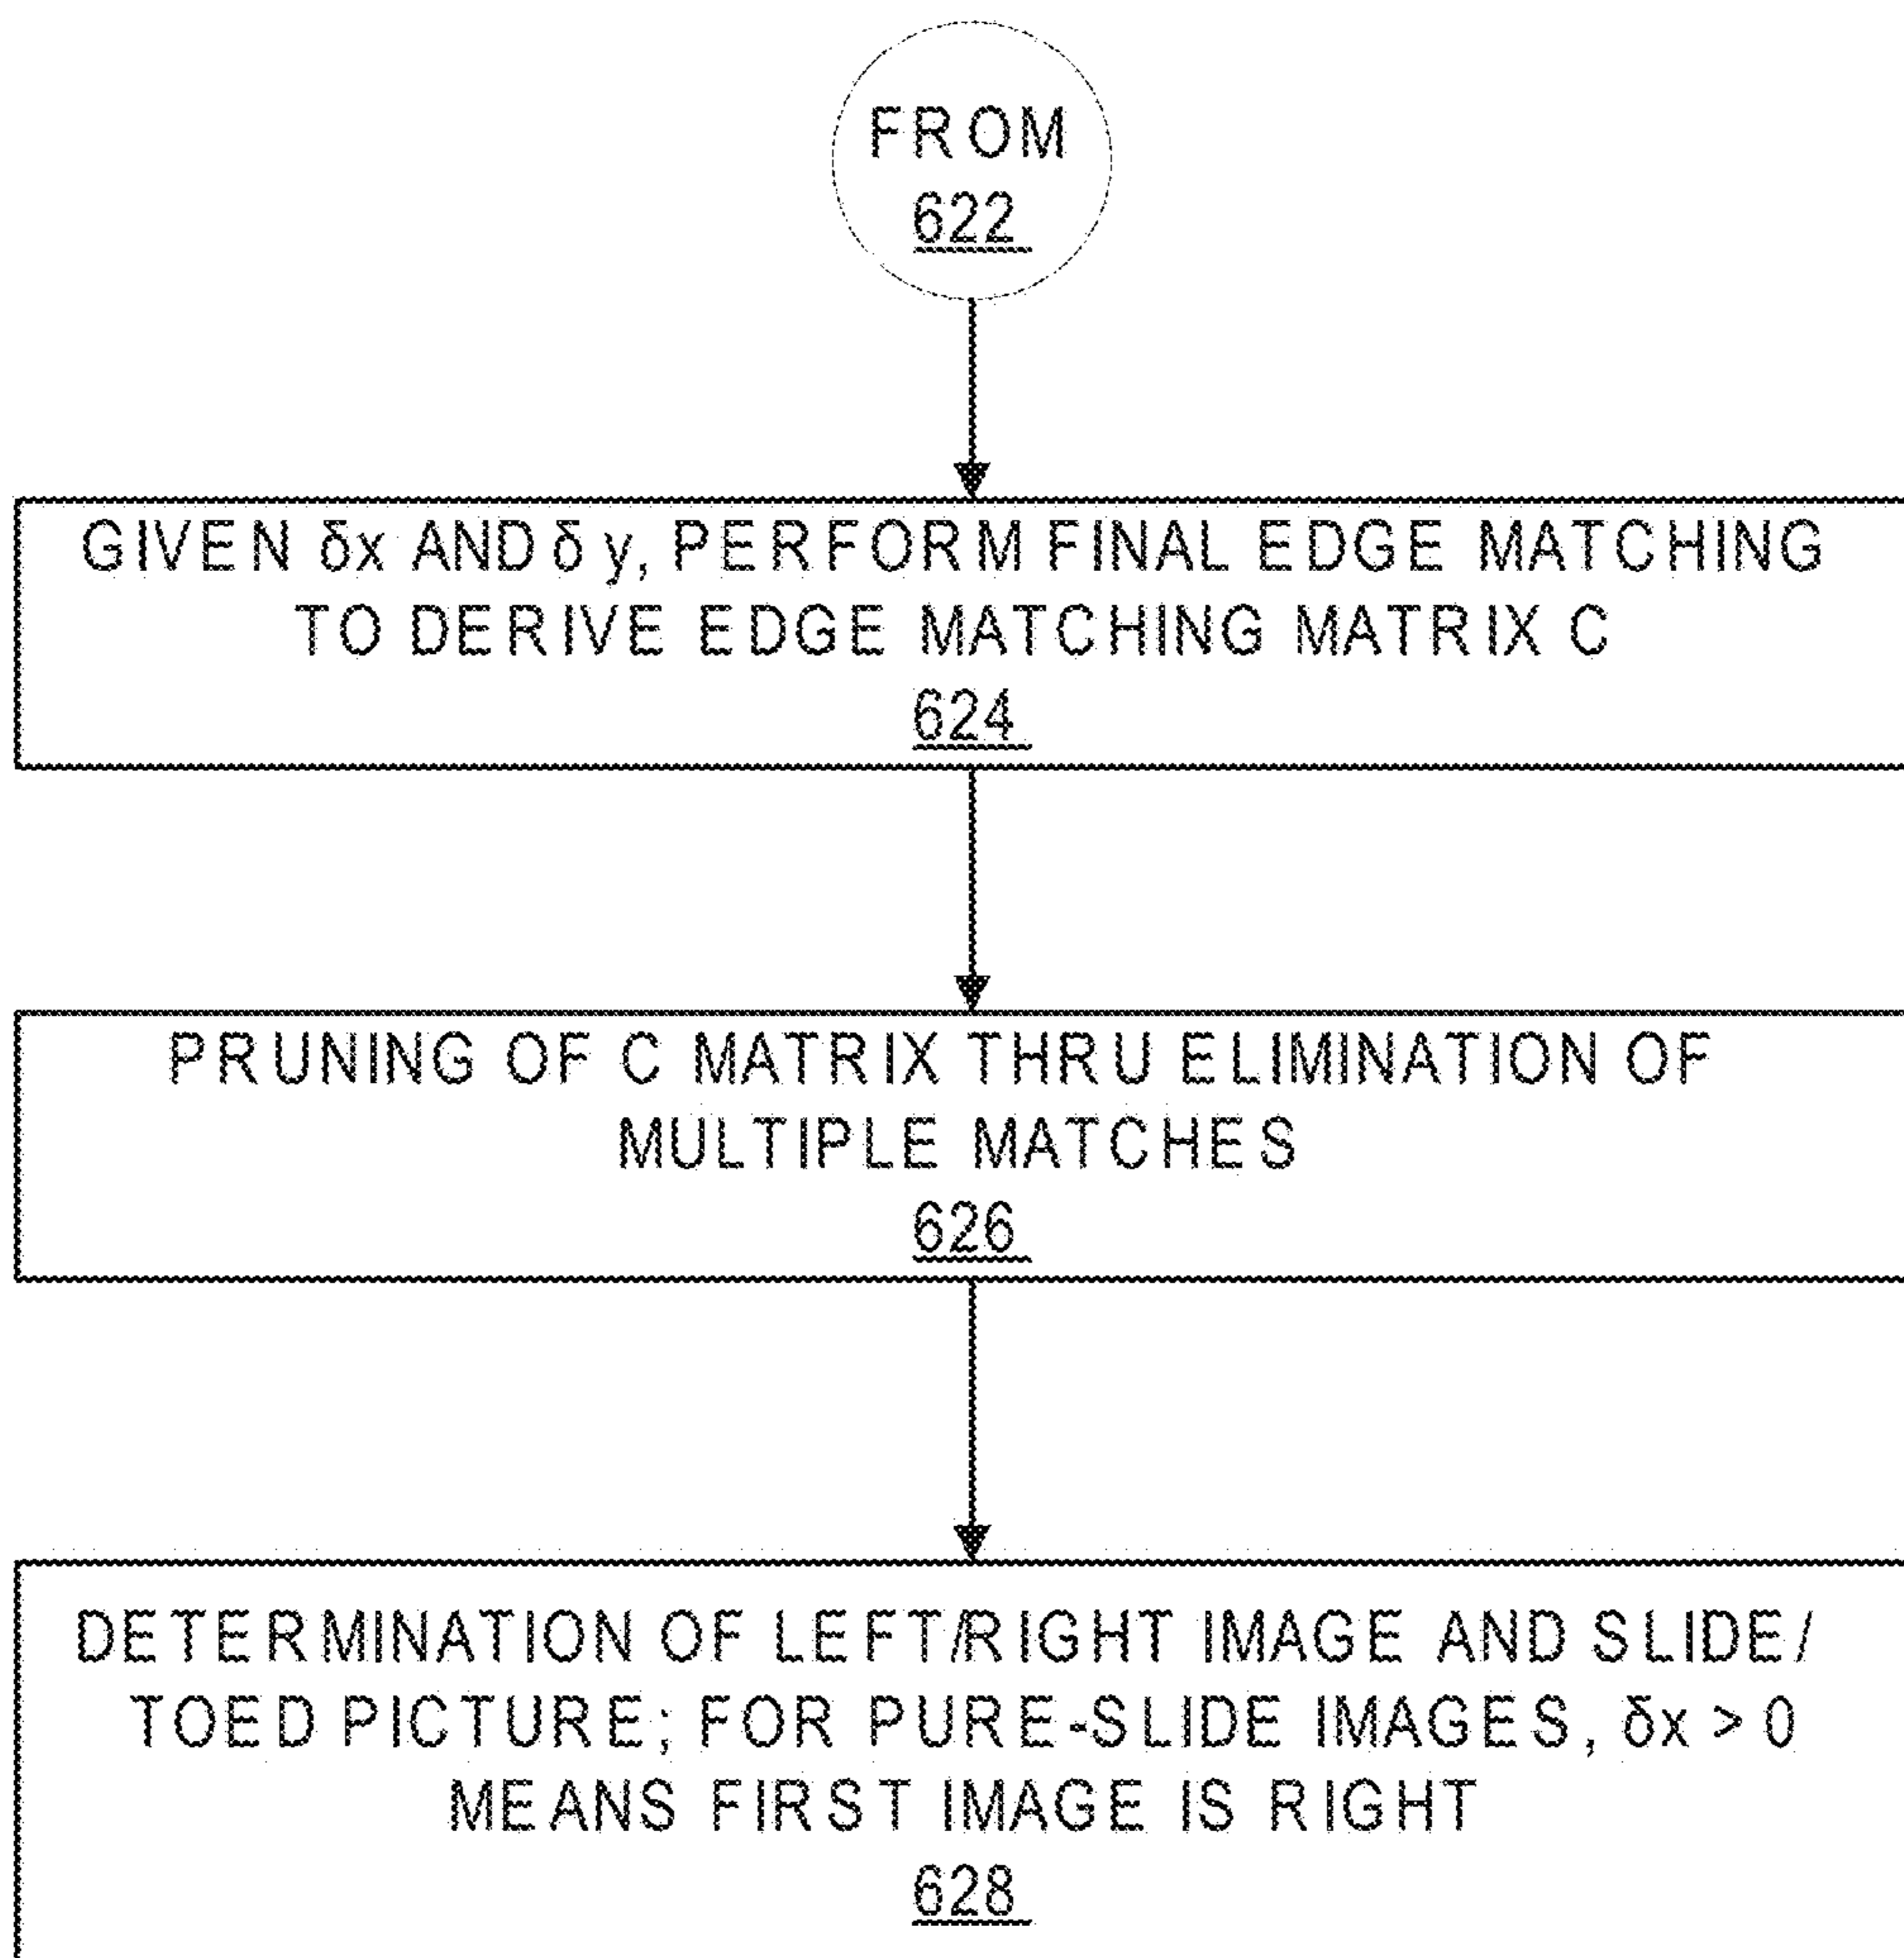 FROM
622
GIVEN δx AND δ y, PERFORM FINAL EDGE MATCHING
TO DERIVE EDGE MATCHING MATRIX C
624
PRUNING OF C MATRIX THRU ELIMINATION OF
MULTIPLE MATCHES
626
DETERMINATION OF LEFT/RIGHT IMAGE AND SLIDE/
TOED PICTURE; FOR PURE-SLIDE IMAGES, δx > 0
MEANS FIRST IMAGE IS RIGHT
628